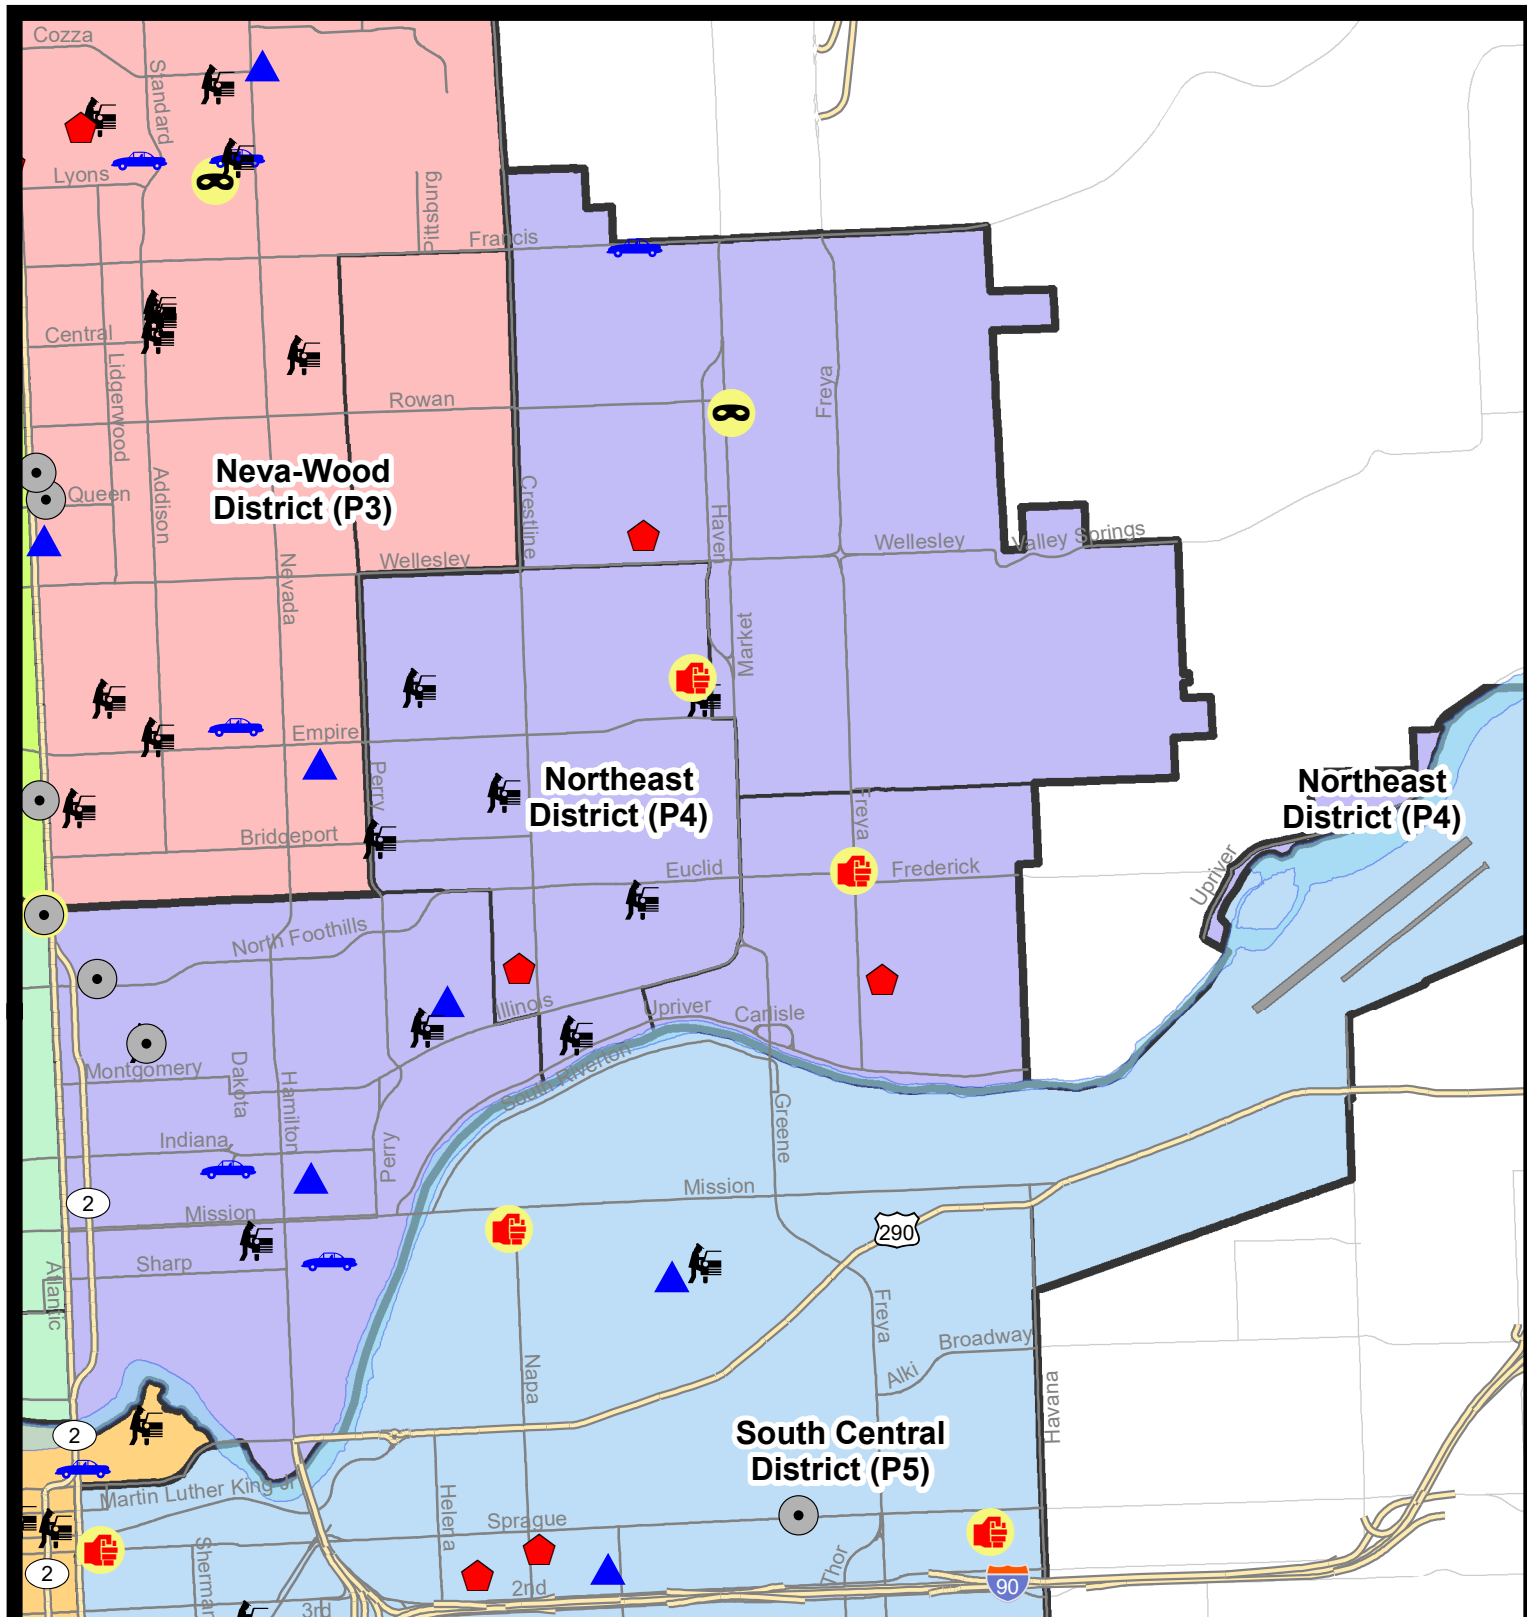 Cozza
Standard
Lyons
Pittsburg
Francis
Central
Lidgerwood
Rowan
Freya
Neva-Wood
District (P3)
Queen
Addison
Crestline
Haven
Wellesley
Valley Springs
Wellesley
Nevada
Market
Empire
Perry
Northeast
District (P4)
Northeast
District (P4)
Freya
Bridgeport
Euclid
Frederick
Upriver
North Foothills
Illinois
Upriver
Carlisle
South Riverton
Montgomery
Dakota
Hamilton
Greene
Indiana
Perry
2
Mission
Mission
290
Sharp
Atlantic
Freya
Broadway
Napa
Alki
Havana
2
South Central
District (P5)
Martin Luther King Jr
Helena
Sprague
Sherman
Thor
2
2nd
90
3rd